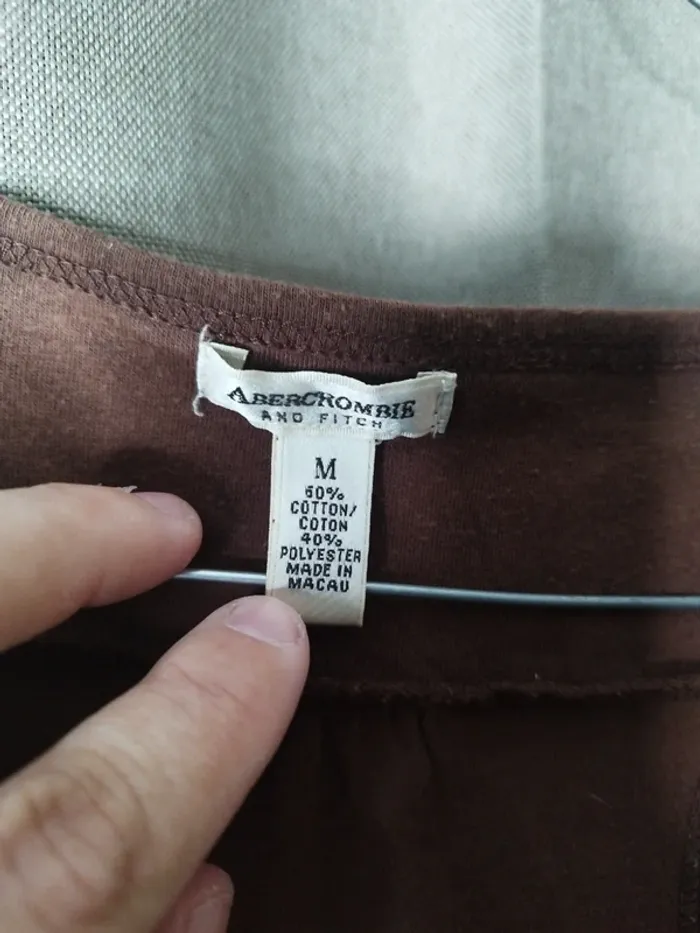 ABERCROMBIE
AND FITCH
M
60%
COTTON/
COTON
40%
POLYESTER
MADE IN
MACAU